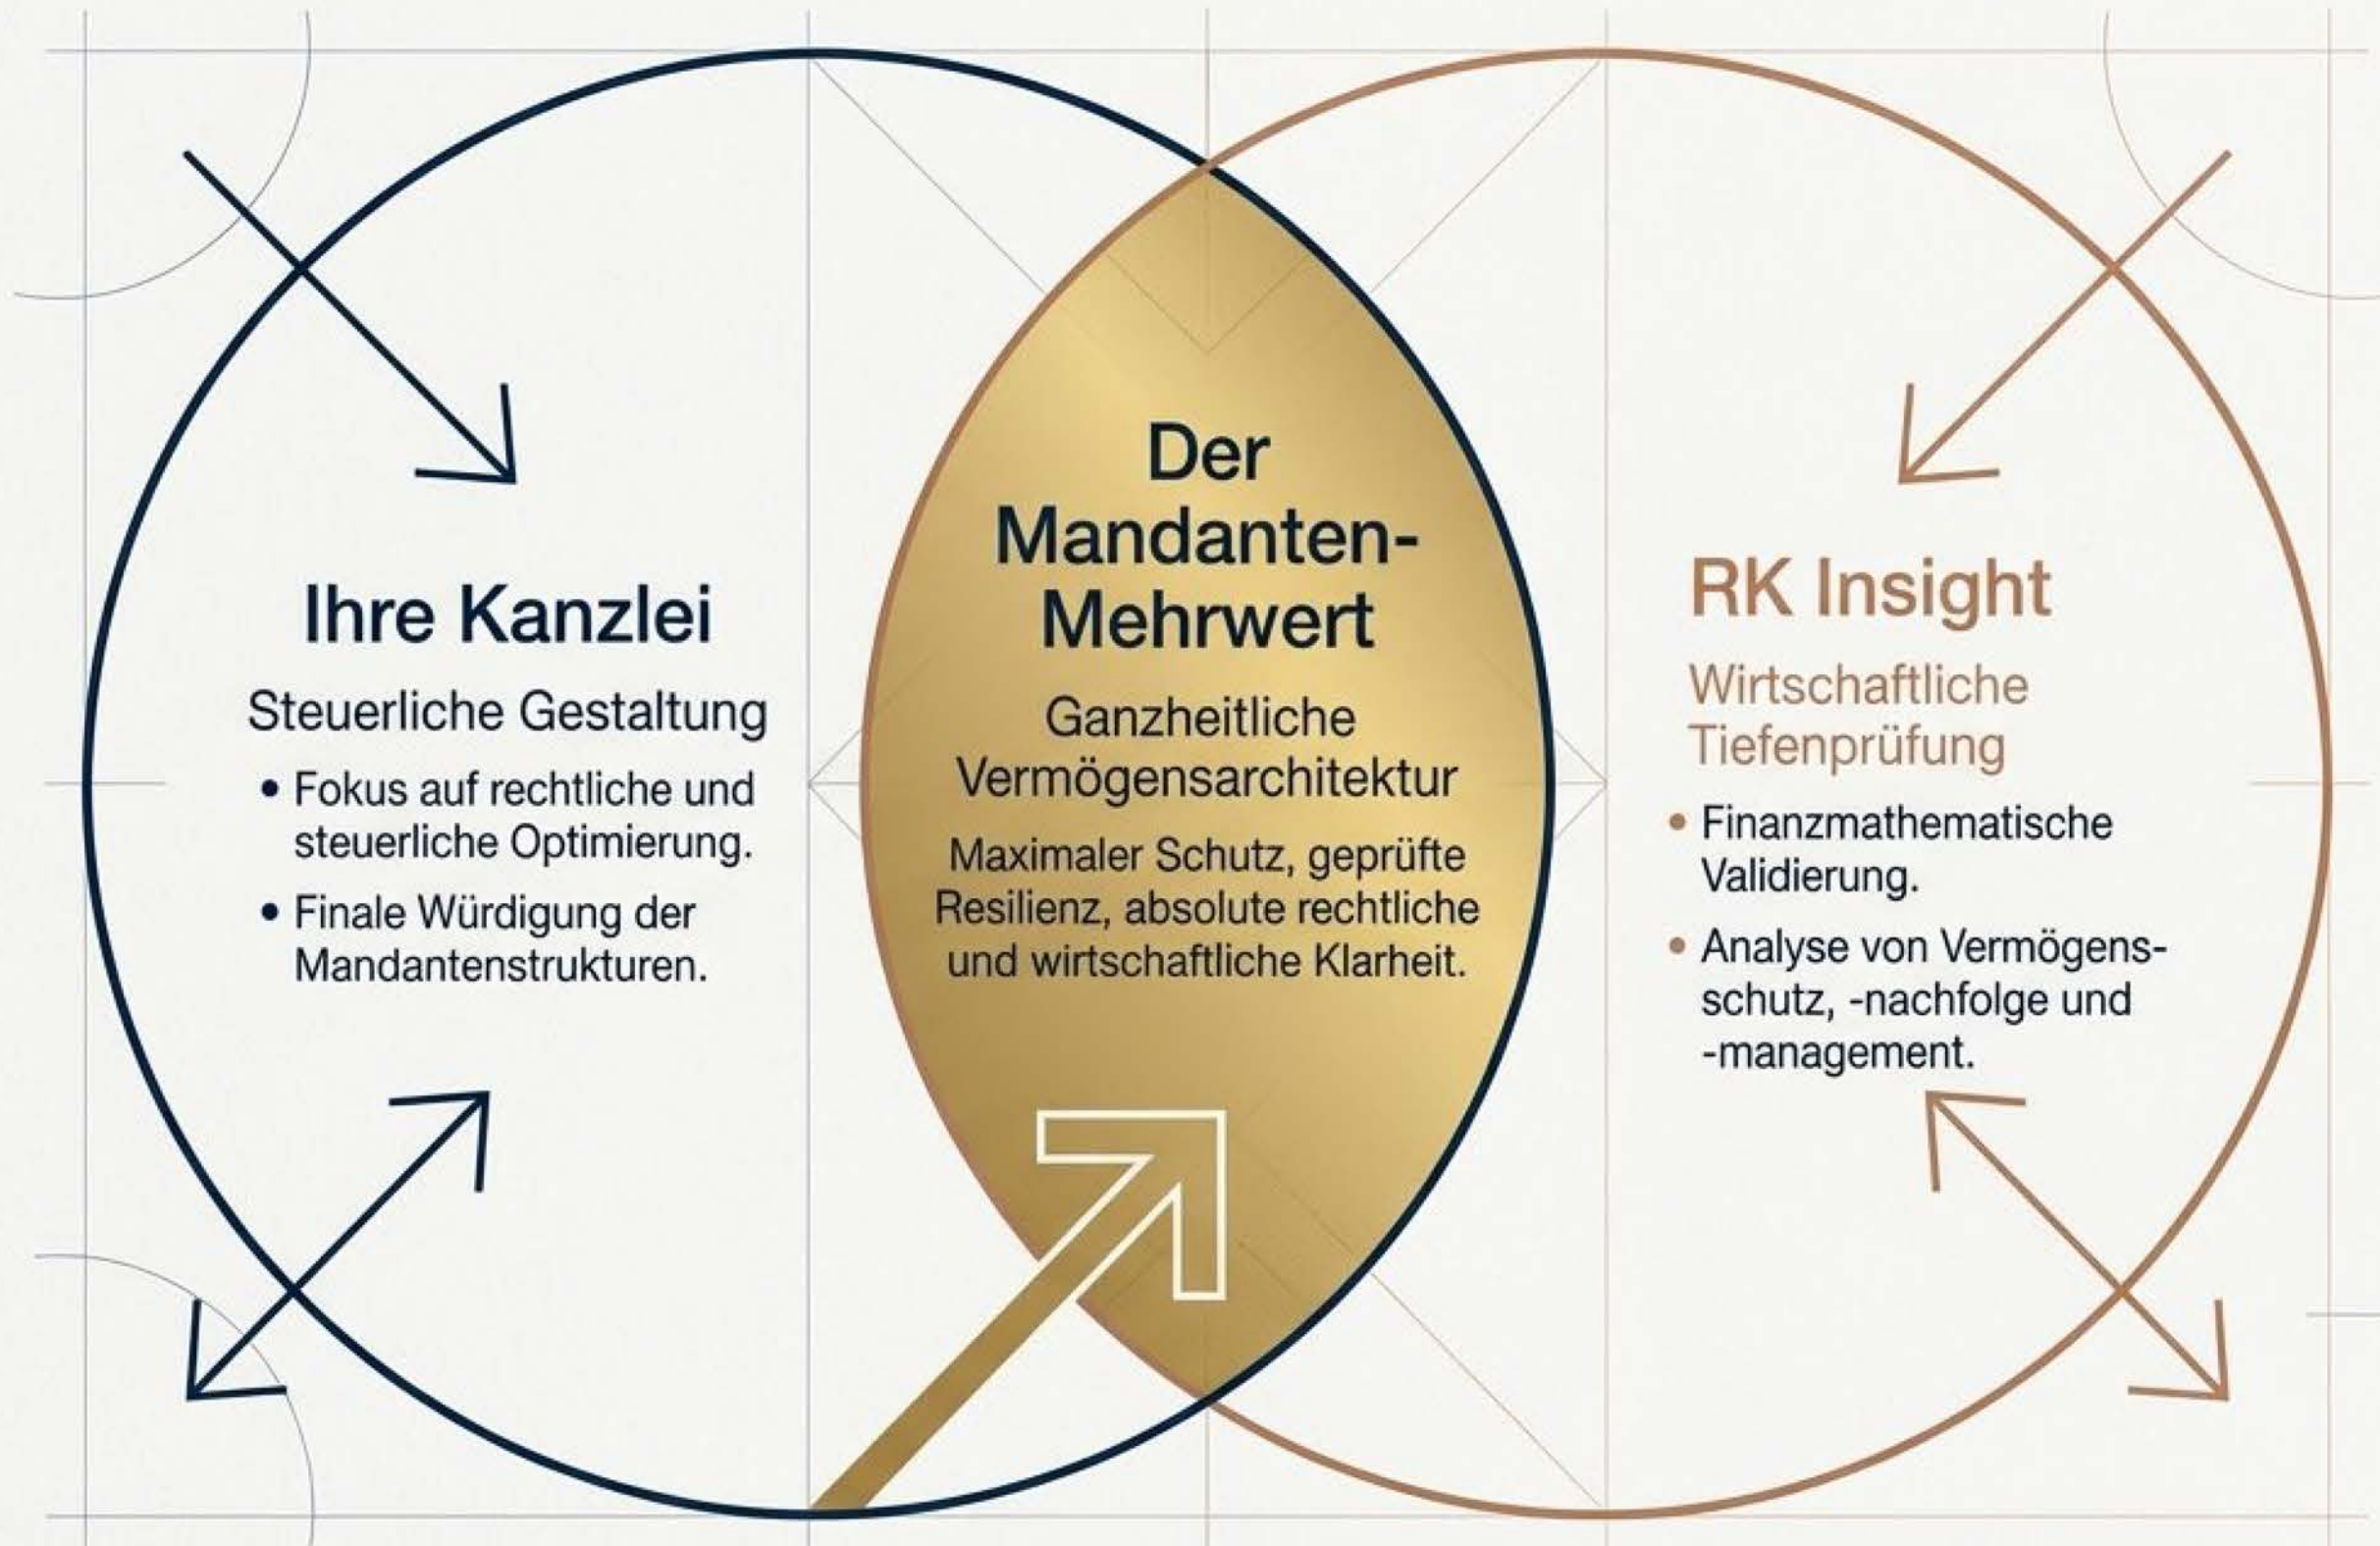 Ihre Kanzlei
Steuerliche Gestaltung
• Fokus auf rechtliche und
steuerliche Optimierung.
• Finale Würdigung der
Mandantenstrukturen.
Der
Mandanten-
Mehrwert
Ganzheitliche
Vermögensarchitektur
Maximaler Schutz, geprüfte
Resilienz, absolute rechtliche
und wirtschaftliche Klarheit.
RK Insight
Wirtschaftliche
Tiefenprüfung
• Finanzmathematische
Validierung.
• Analyse von Vermögens-
schutz, -nachfolge und
-management.